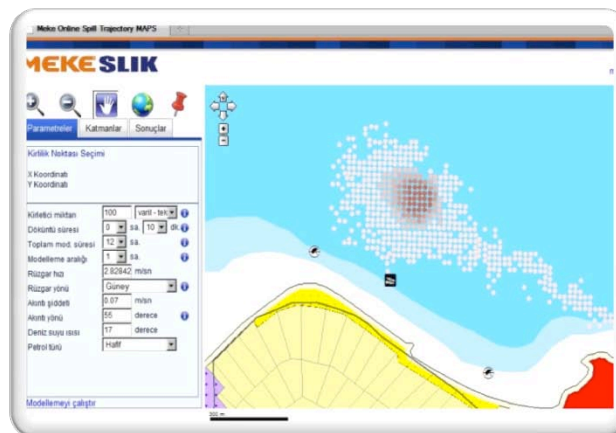 Meke Online Spill Trajectory MAPS
MEKE SLIK
Parametreler Katmanlar Sonuçlar
Kirlilik Noktası Seçimi
X Koordinatı
Y Koordinatı
Kirletici miktarı 100 varil - tek
Döküntü süresi 0 sa. 10 dk.
Toplam mod. süresi 12 sa.
Modelleme aralığı 1 sa.
Rüzgar hızı 2.82842 m/sn
Rüzgar yönü Güney
Akıntı şiddeti 0.07 m/sn
Akıntı yönü 55 derece
Deniz suyu ısısı 17 derece
Petrol türü Hafif
Modellemeyi çalıştır